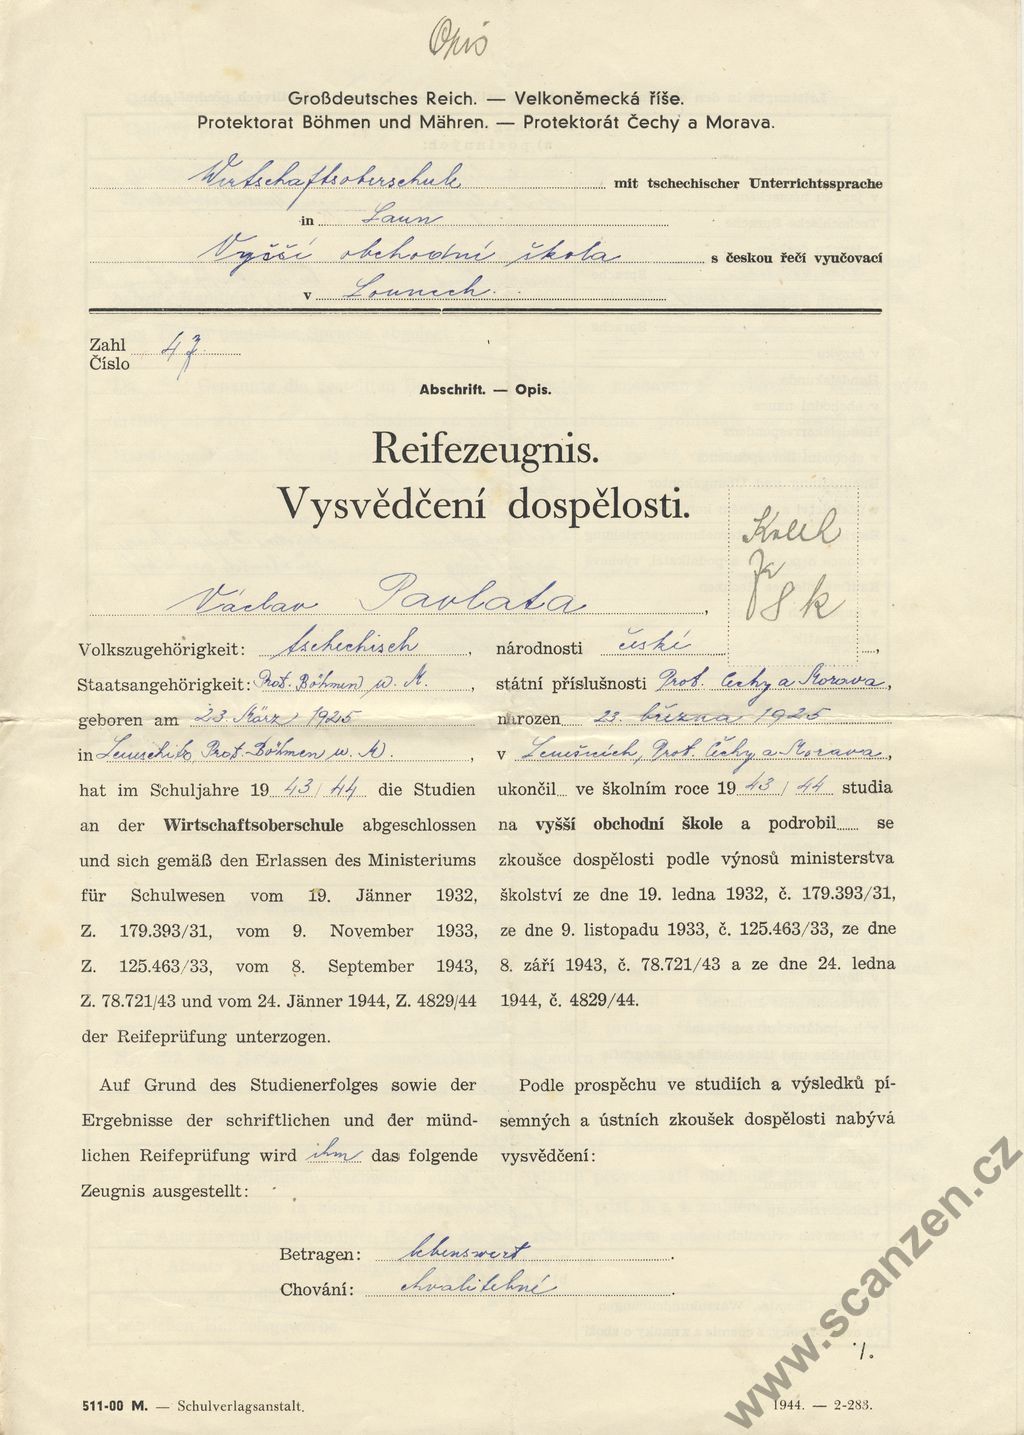 Opis
Großdeutsches Reich. — Velkoněmecká říše.
Protektorat Böhmen und Mähren. — Protektorát Čechy a Morava.
Wirtschaftsoberschule mit tschechischer Unterrichtssprache
in Laun
Vyšší obchodní škola s českou řečí vyučovací
v Lounech.
Zahl
Číslo 47
Abschrift. — Opis.
Reifezeugnis.
Vysvědčení dospělosti.
Kolek
8 k
Václav Pavlata,
Volkszugehörigkeit: tschechisch,
Staatsangehörigkeit: Prot. Böhmen u. M.,
geboren am 23. März 1925
in Leneschitz Prot. Böhmen u. M.,
hat im Schuljahre 1943/44 die Studien
an der Wirtschaftsoberschule abgeschlossen
und sich gemäß den Erlassen des Ministeriums
für Schulwesen vom 19. Jänner 1932,
Z. 179.393/31, vom 9. November 1933,
Z. 125.463/33, vom 8. September 1943,
Z. 78.721/43 und vom 24. Jänner 1944, Z. 4829/44
der Reifeprüfung unterzogen.
Auf Grund des Studienerfolges sowie der
Ergebnisse der schriftlichen und der münd-
lichen Reifeprüfung wird ihm das folgende
Zeugnis ausgestellt:
národnosti české,
státní příslušnosti Prot. Čechy a Morava,
narozen 23. března 1925
v Lenešicích, Prot. Čechy a Morava,
ukončil ve školním roce 1943/44 studia
na vyšší obchodní škole a podrobil se
zkoušce dospělosti podle výnosů ministerstva
školství ze dne 19. ledna 1932, č. 179.393/31,
ze dne 9. listopadu 1933, č. 125.463/33, ze dne
8. září 1943, č. 78.721/43 a ze dne 24. ledna
1944, č. 4829/44.
Podle prospěchu ve studiích a výsledků pí-
semných a ústních zkoušek dospělosti nabývá
vysvědčení:
Betragen: lobenswert.
Chování: chvalitebné.
·/.
511-00 M. — Schulverlagsanstalt.
1944. — 2-283.
www.scanzen.cz